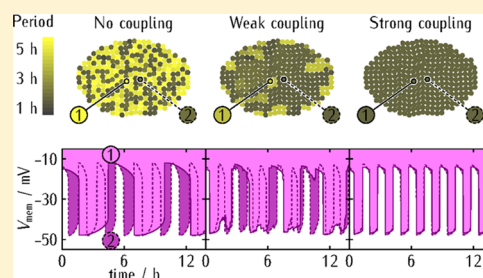 Period No coupling Weak coupling Strong coupling
5 h
3 h
1 h
1 2 1 2 1 2
-10 1
-30
V_mem / mV
-50 2
0 6 12 0 6 12 0 6 12
time / h